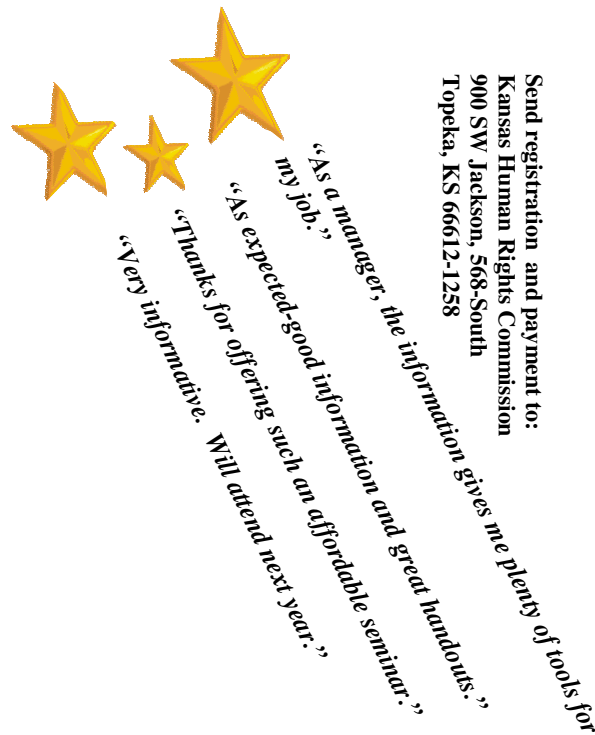 Send registration  and payment to:
Kansas Human Rights Commission
900 SW Jackson, 568-South
Topeka, KS 66612-1258
“As a manager, the information gives me plenty of tools for
my job.”
“As expected-good information and great handouts.”
“Thanks for offering such an affordable seminar.”
“Very informative.  Will attend next year.”